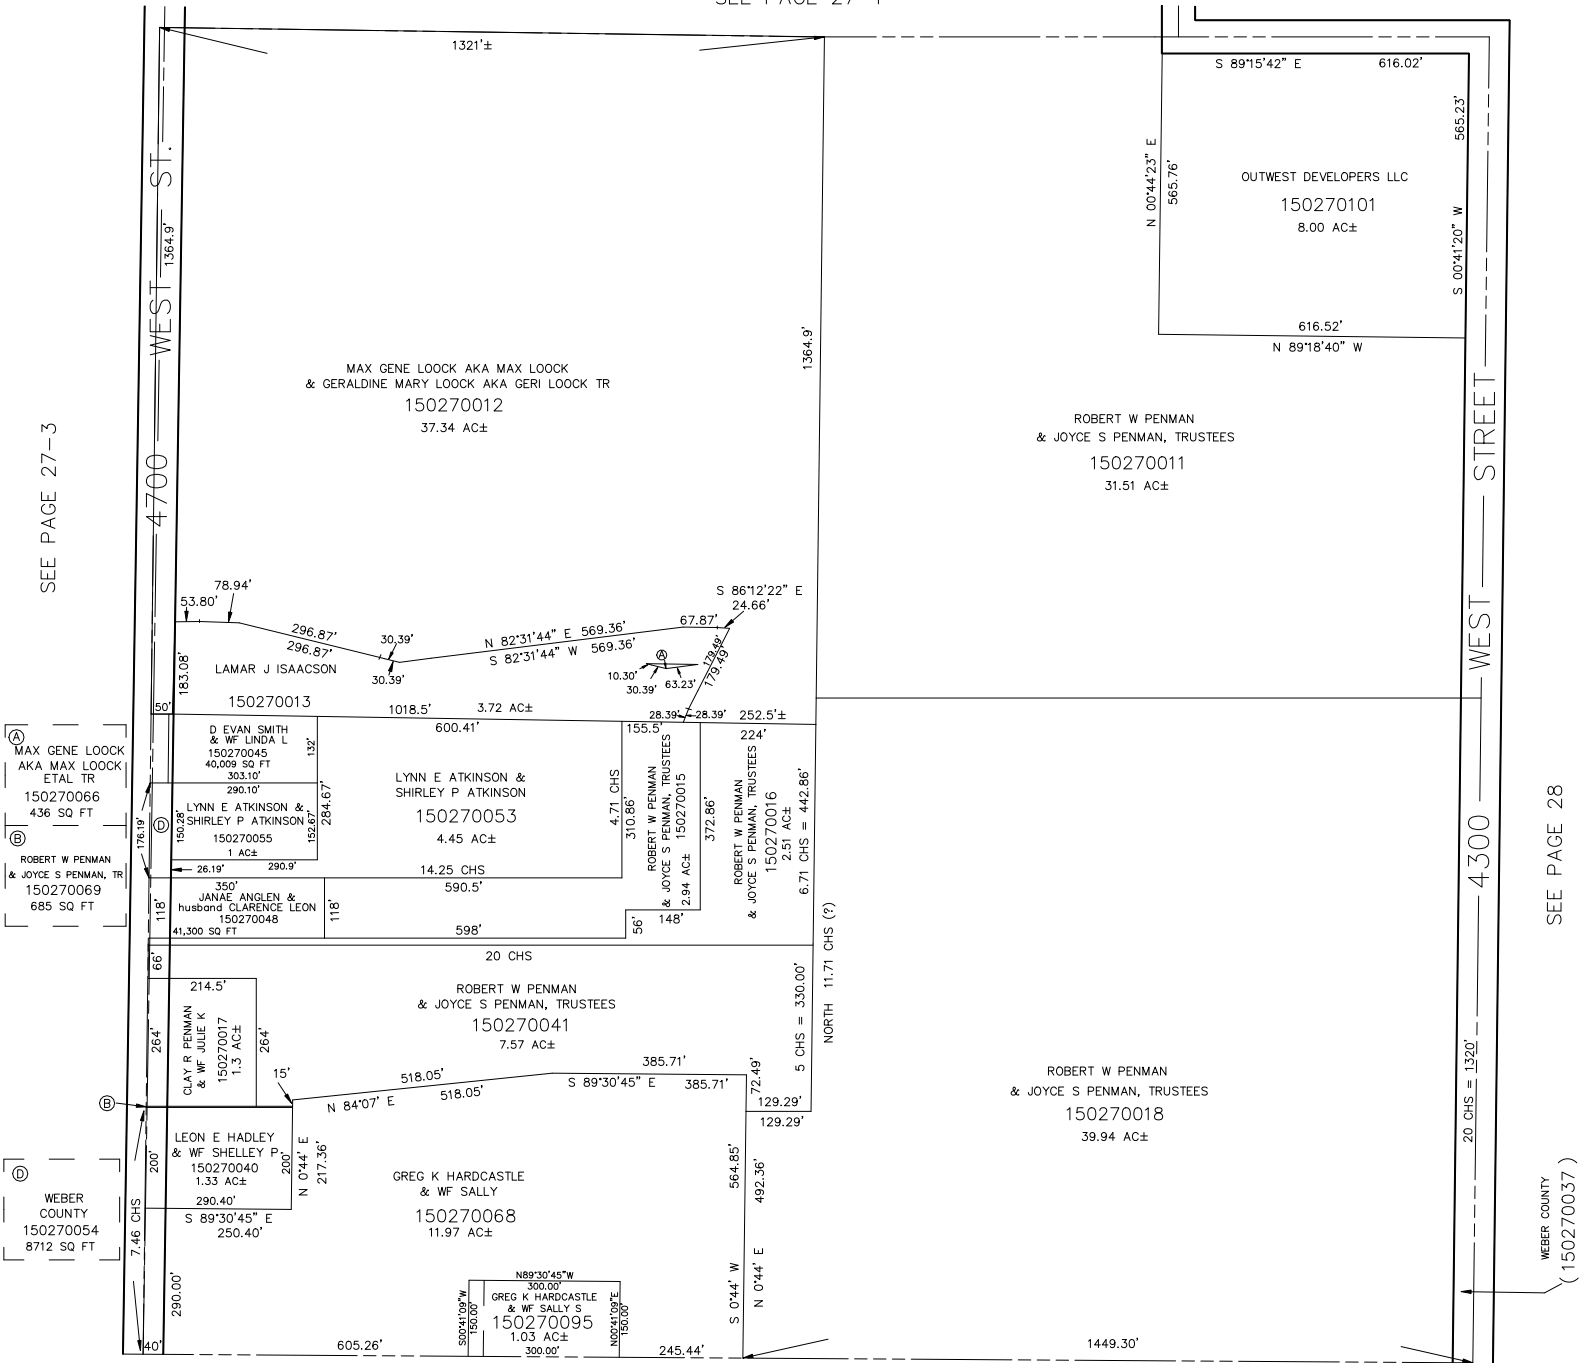 SEE PAGE 27-1
1321'±
S 89°15'42" E 616.02'
565.23'
N 00°44'23" E
565.76'
OUTWEST DEVELOPERS LLC
150270101
8.00 AC±
S 00°41'20" W
616.52'
N 89°18'40" W
4700 WEST ST.
1364.9'
1364.9'
MAX GENE LOOCK AKA MAX LOOCK
& GERALDINE MARY LOOCK AKA GERI LOOCK TR
150270012
37.34 AC±
ROBERT W PENMAN
& JOYCE S PENMAN, TRUSTEES
150270011
31.51 AC±
SEE PAGE 27-3
4300 WEST STREET
78.94'
53.80'
S 86°12'22" E
24.66'
67.87'
296.87'
296.87'
30.39'
30.39'
N 82°31'44" E 569.36'
S 82°31'44" W 569.36'
A
10.30'
30.39'
63.23'
179.49'
179.49'
183.08'
LAMAR J ISAACSON
150270013
3.72 AC±
50'
1018.5'
28.39'
28.39'
252.5'±
600.41'
155.5'
224'
D EVAN SMITH
& WF LINDA L
150270045
40,009 SQ FT
303.10'
132'
290.10'
LYNN E ATKINSON &
SHIRLEY P ATKINSON
150270055
1 AC±
150.28'
152.67'
284.67'
176.19'
D
26.19'
290.9'
LYNN E ATKINSON &
SHIRLEY P ATKINSON
150270053
4.45 AC±
14.25 CHS
4.71 CHS
310.86'
ROBERT W PENMAN
& JOYCE S PENMAN, TRUSTEES
150270015
2.94 AC±
372.86'
ROBERT W PENMAN
& JOYCE S PENMAN, TRUSTEES
150270016
2.51 AC±
6.71 CHS = 442.86'
A
MAX GENE LOOCK
AKA MAX LOOCK
ETAL TR
150270066
436 SQ FT
B
ROBERT W PENMAN
& JOYCE S PENMAN, TR
150270069
685 SQ FT
350'
JANAE ANGLEN &
husband CLARENCE LEON
150270048
41,300 SQ FT
118'
118'
590.5'
598'
56'
148'
NORTH 11.71 CHS (?)
SEE PAGE 28
66'
20 CHS
214.5'
CLAY R PENMAN
& WF JULIE K
150270017
1.3 AC±
264'
264'
ROBERT W PENMAN
& JOYCE S PENMAN, TRUSTEES
150270041
7.57 AC±
5 CHS = 330.00'
15'
518.05'
N 84°07' E 518.05'
385.71'
S 89°30'45" E 385.71'
72.49'
129.29'
129.29'
B
LEON E HADLEY
& WF SHELLEY P
150270040
1.33 AC±
200'
200'
290.40'
S 89°30'45" E
250.40'
N 0°44' E
217.36'
GREG K HARDCASTLE
& WF SALLY
150270068
11.97 AC±
564.85'
492.36'
S 0°44' W
N 0°44' E
ROBERT W PENMAN
& JOYCE S PENMAN, TRUSTEES
150270018
39.94 AC±
20 CHS = 1320'
D
WEBER
COUNTY
150270054
8712 SQ FT
7.46 CHS
290.00'
N89°30'45"W
300.00'
GREG K HARDCASTLE
& WF SALLY S
150270095
1.03 AC±
300.00'
S00°41'09"W
150.00'
N00°41'09"E
150.00'
WEBER COUNTY
(150270037)
40'
605.26'
245.44'
1449.30'